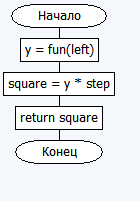 Начало
y = fun(left)
square = y * step
return square
Конец